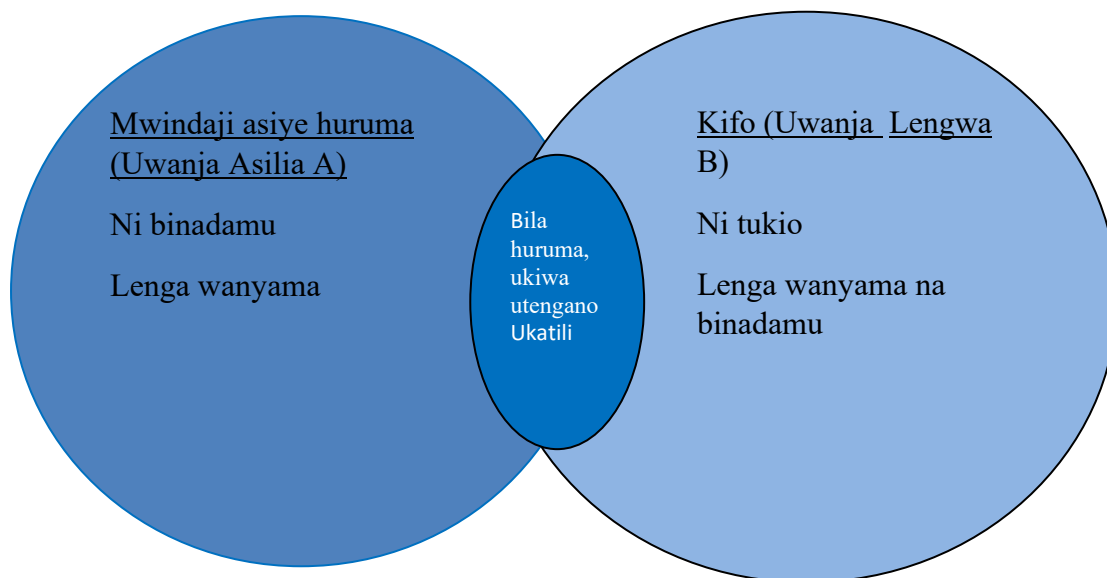 Mwindaji asiye huruma
(Uwanja Asilia A)
Ni binadamu
Lenga wanyama
Bila
huruma,
ukiwa
utengano
Ukatili
Kifo (Uwanja Lengwa
B)
Ni tukio
Lenga wanyama na
binadamu